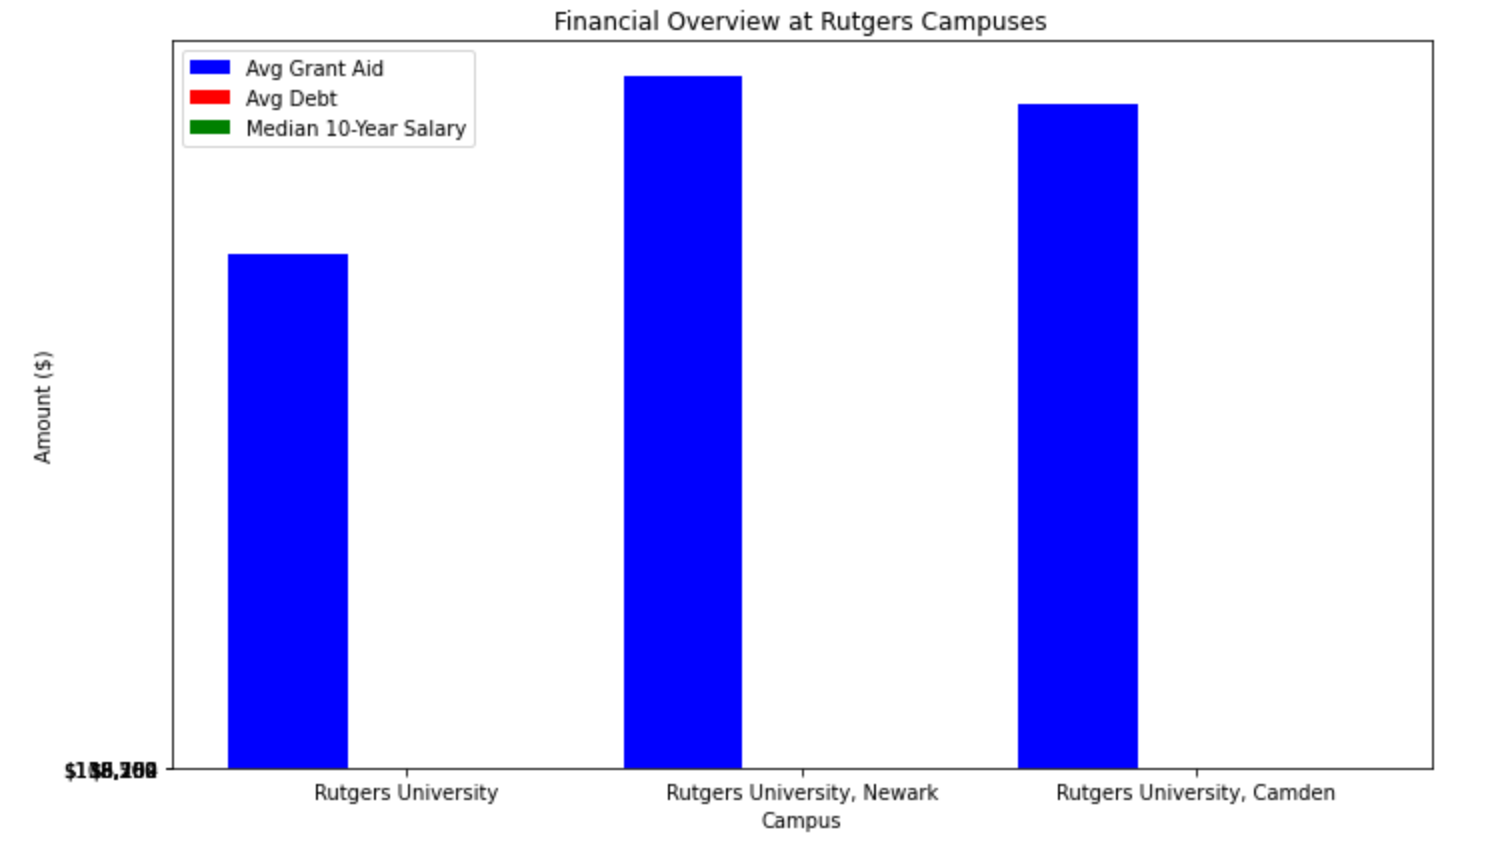 Financial Overview at Rutgers Campuses
Avg Grant Aid
Avg Debt
Median 10-Year Salary
Amount ($)
Rutgers University
Rutgers University, Newark
Rutgers University, Camden
Campus